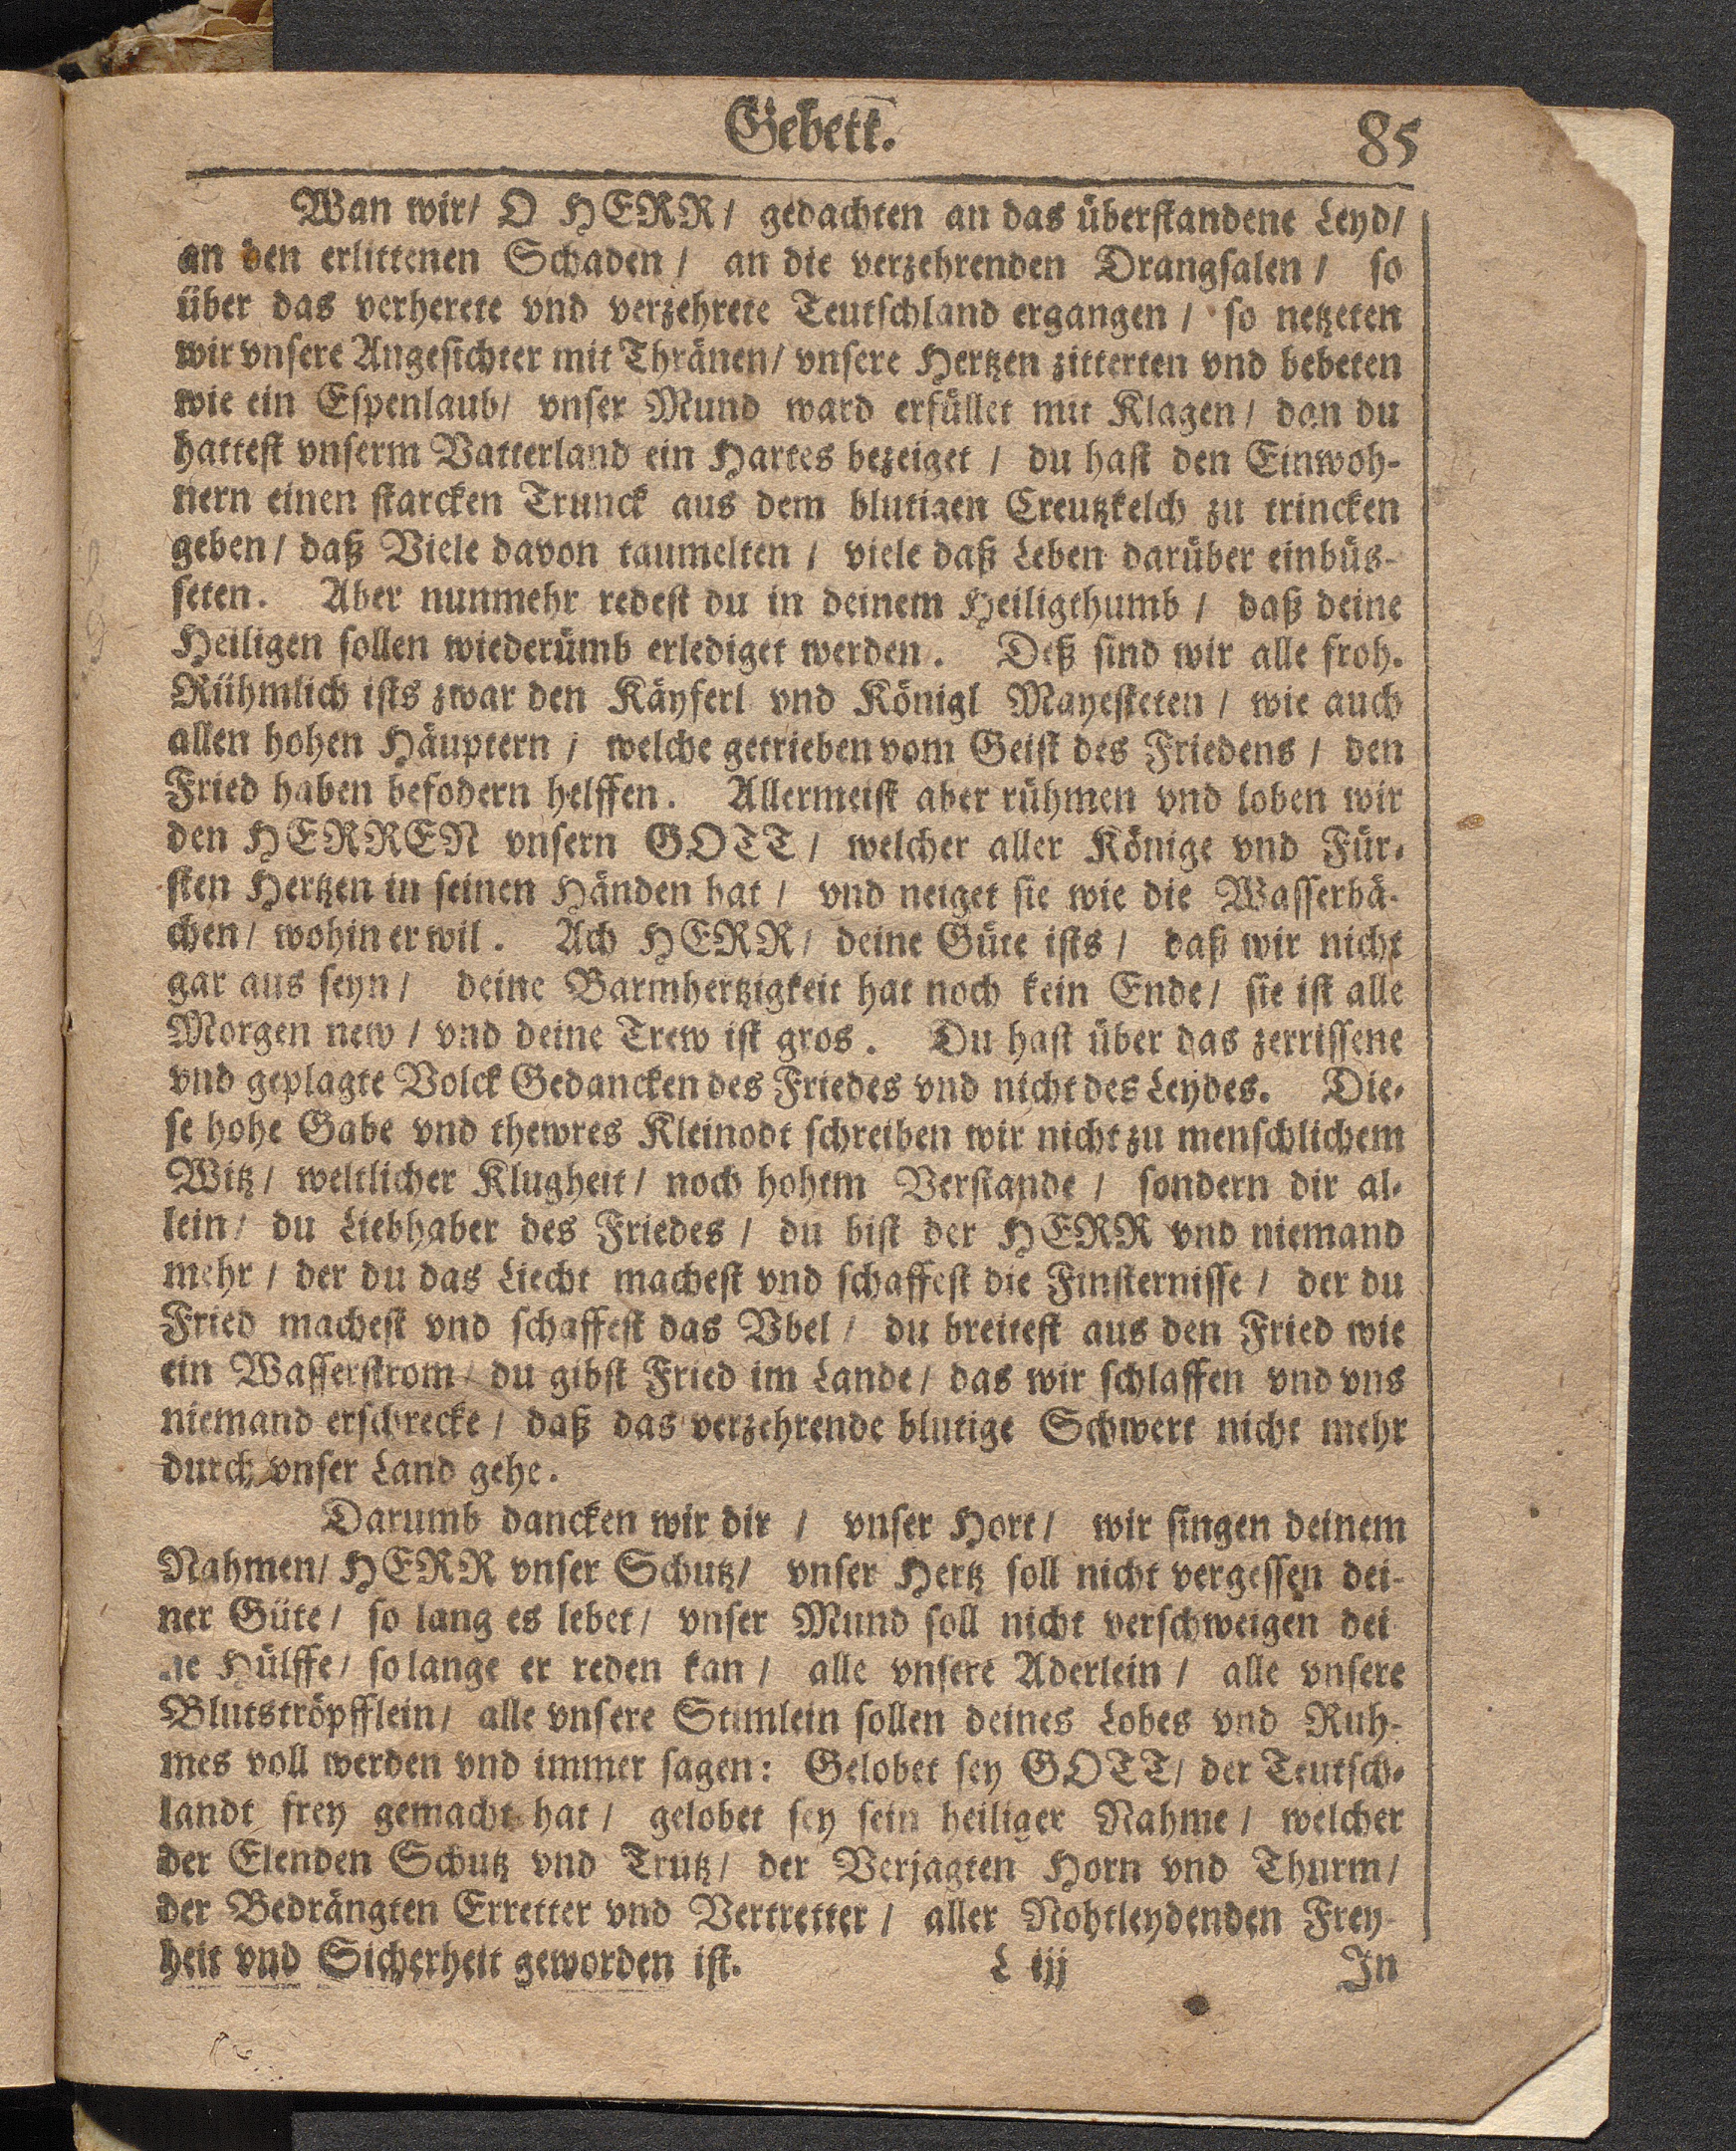 Gebett. 85
Wan wir/ O HERR/ gedachten an das überstandene Leyd/
an den erlittenen Schaden / an die verzehrenden Drangsalen / so
über das verherete vnd verzehrete Teutschland ergangen / so netzeten
wir vnsere Angesichter mit Thränen/ vnsere Hertzen zitterten vnd bebeten
wie ein Espenlaub/ vnser Mund ward erfüllet mit Klagen/ dan du
hattest vnserm Vatterland ein Hartes bezeiget / du hast den Einwoh-
nern einen starcken Trunck aus dem blutigen Creutzkelch zu trincken
geben/ daß Viele davon taumelten / viele daß Leben darüber einbüs-
seten. Aber nunmehr redest du in deinem Heiligthumb / daß deine
Heiligen sollen wiederümb erlediget werden. Deß sind wir alle froh.
Rühmlich ists zwar den Käyserl vnd Königl Mayesteten / wie auch
allen hohen Häuptern / welche getrieben vom Geist des Friedens / den
Fried haben befodern helffen. Allermeist aber rühmen vnd loben wir
den HERREN vnsern GOTT / welcher aller Könige vnd Für-
sten Hertzen in seinen Händen hat / vnd neiget sie wie die Wasserbä-
chen/ wohin er wil. Ach HERR/ deine Güte ists / daß wir nicht
gar aus seyn / deine Barmhertzigkeit hat noch kein Ende/ sie ist alle
Morgen new / vnd deine Trew ist gros. Du hast über das zerrissene
vnd geplagte Volck Gedancken des Friedes vnd nicht des Leydes. Die-
se hohe Gabe vnd thewres Kleinodt schreiben wir nicht zu menschlichem
Witz/ weltlicher Klugheit/ noch hohem Verstande / sondern dir al-
lein/ du Liebhaber des Friedes / du bist der HERR vnd niemand
mehr / der du das Liecht machest vnd schaffest die Finsternisse / der du
Fried machest vnd schaffest das Vbel / du breitest aus den Fried wie
ein Wasserstrom/ du gibst Fried im Lande/ das wir schlaffen vnd vns
niemand erschrecke / daß das verzehrende blutige Schwert nicht mehr
durch vnser Land gehe.
Darumb dancken wir dir / vnser Hort/ wir singen deinem
Nahmen/ HERR vnser Schutz/ vnser Hertz soll nicht vergessen dei-
ner Güte/ so lang es lebet/ vnser Mund soll nicht verschweigen dei
ne Hülffe/ so lange er reden kan / alle vnsere Aderlein / alle vnsere
Blutströpfflein/ alle vnsere Stimlein sollen deines Lobes vnd Ruh-
mes voll werden vnd immer sagen: Gelobet sey GOTT/ der Teutsch-
landt frey gemacht hat / gelobet sey sein heiliger Nahme / welcher
der Elenden Schutz vnd Trutz/ der Verjagten Horn vnd Thurm/
der Bedrängten Erretter vnd Vertretter / aller Nohtleydenden Frey-
heit vnd Sicherheit geworden ist. L iij In